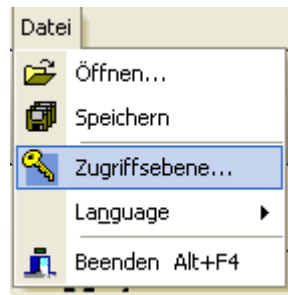 Datei
Öffnen...
Speichern
Zugriffsebene...
Language
Beenden Alt+F4